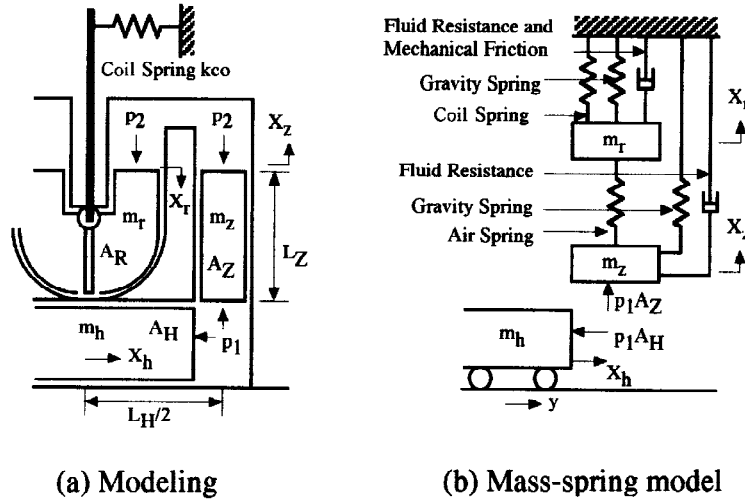 Coil Spring kco
p2
p2
Xz
Xr
mr
mz
AR
AZ
LZ
mh
AH
Xh
p1
LH/2
(a) Modeling
Fluid Resistance and
Mechanical Friction
Gravity Spring
Coil Spring
mr
Fluid Resistance
Gravity Spring
Air Spring
mz
p1AZ
mh
p1AH
Xh
y
(b) Mass-spring model